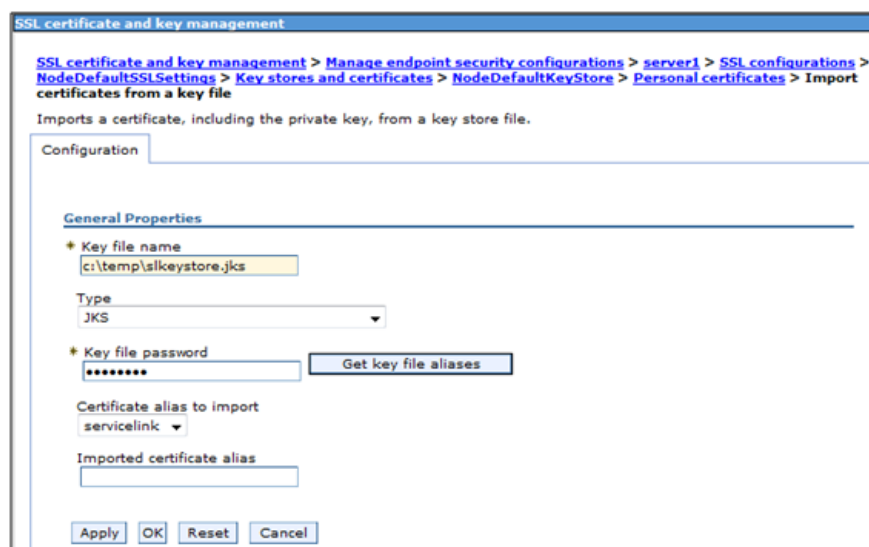 SSL certificate and key management
SSL certificate and key management > Manage endpoint security configurations > server1 > SSL configurations >
NodeDefaultSSLSettings > Key stores and certificates > NodeDefaultKeyStore > Personal certificates > Import
certificates from a key file
Imports a certificate, including the private key, from a key store file.
Configuration
General Properties
* Key file name
c:\temp\slkeystore.jks
Type
JKS
* Key file password
••••••••
Get key file aliases
Certificate alias to import
servicelink
Imported certificate alias
Apply OK Reset Cancel